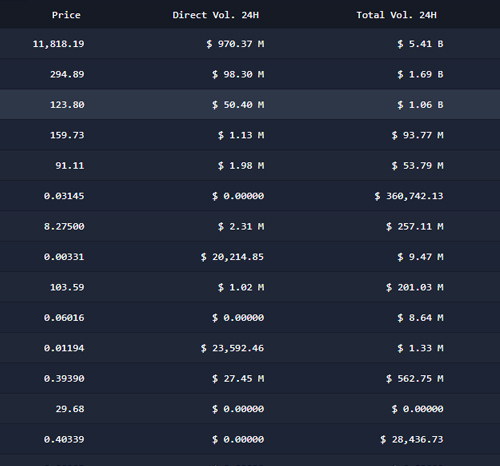 Price Direct Vol. 24H Total Vol. 24H
11,818.19 $ 970.37 M $ 5.41 B
294.89 $ 98.30 M $ 1.69 B
123.80 $ 50.40 M $ 1.06 B
159.73 $ 1.13 M $ 93.77 M
91.11 $ 1.98 M $ 53.79 M
0.03145 $ 0.00000 $ 360,742.13
8.27500 $ 2.31 M $ 257.11 M
0.00331 $ 20,214.85 $ 9.47 M
103.59 $ 1.02 M $ 201.03 M
0.06016 $ 0.00000 $ 8.64 M
0.01194 $ 23,592.46 $ 1.33 M
0.39390 $ 27.45 M $ 562.75 M
29.68 $ 0.00000 $ 0.00000
0.40339 $ 0.00000 $ 28,436.73